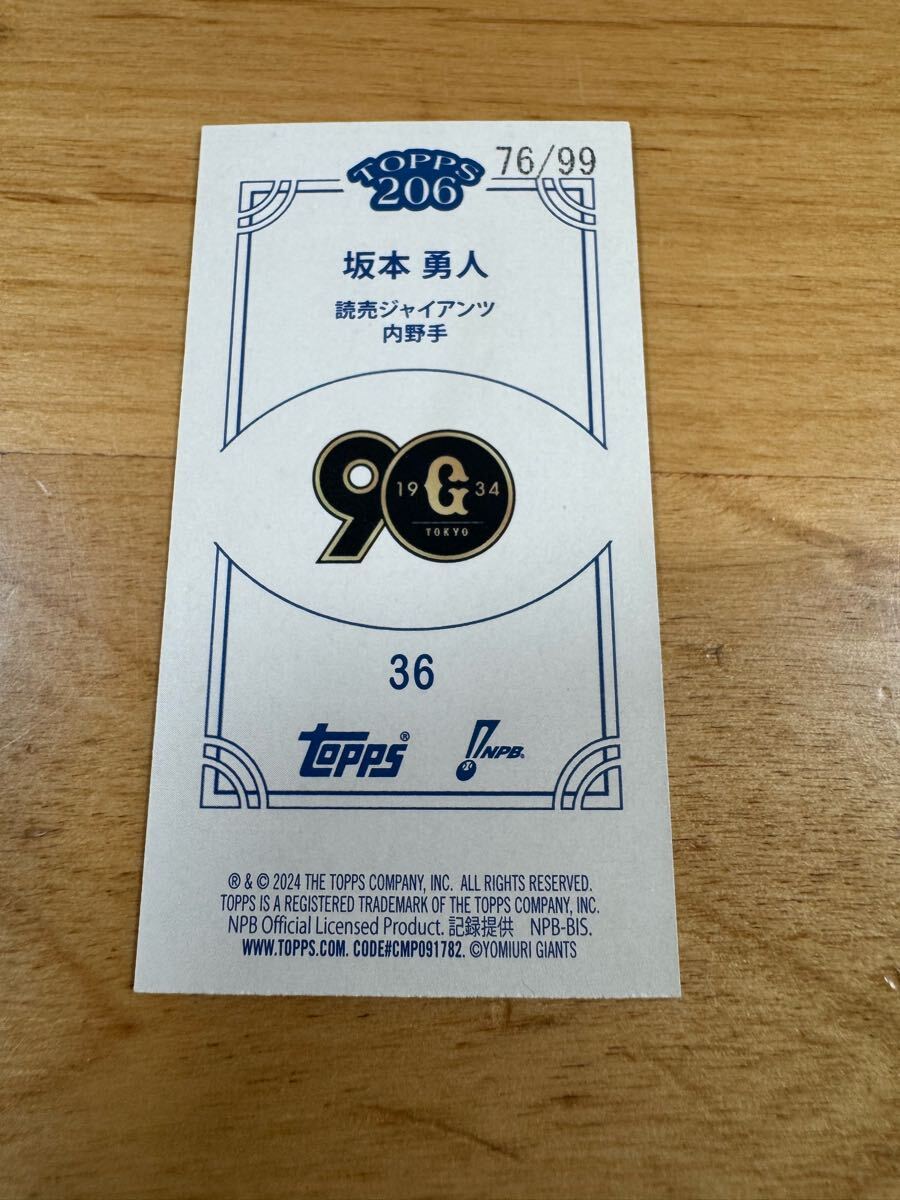 TOPPS
206
76/99
坂本 勇人
読売ジャイアンツ
内野手
90
19 G 34
TOKYO
36
Topps® !NPB®
® & © 2024 THE TOPPS COMPANY, INC. ALL RIGHTS RESERVED.
TOPPS IS A REGISTERED TRADEMARK OF THE TOPPS COMPANY, INC.
NPB Official Licensed Product. 記録提供 NPB-BIS.
WWW.TOPPS.COM. CODE#CMP091782. ©YOMIURI GIANTS